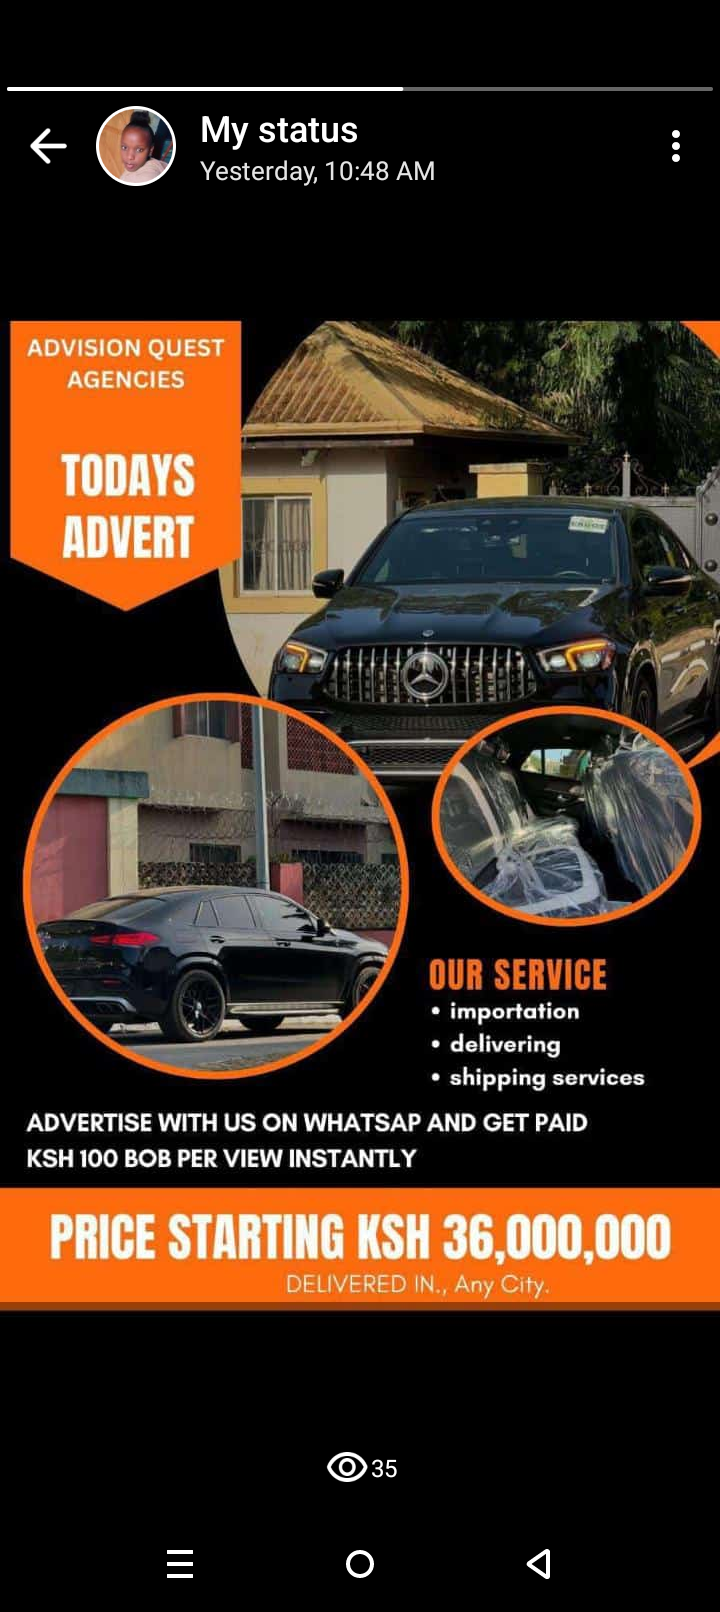 My status
Yesterday, 10:48 AM
ADVISION QUEST
AGENCIES
TODAYS
ADVERT
OUR SERVICE
• importation
• delivering
• shipping services
ADVERTISE WITH US ON WHATSAP AND GET PAID
KSH 100 BOB PER VIEW INSTANTLY
PRICE STARTING KSH 36,000,000
DELIVERED IN., Any City.
35